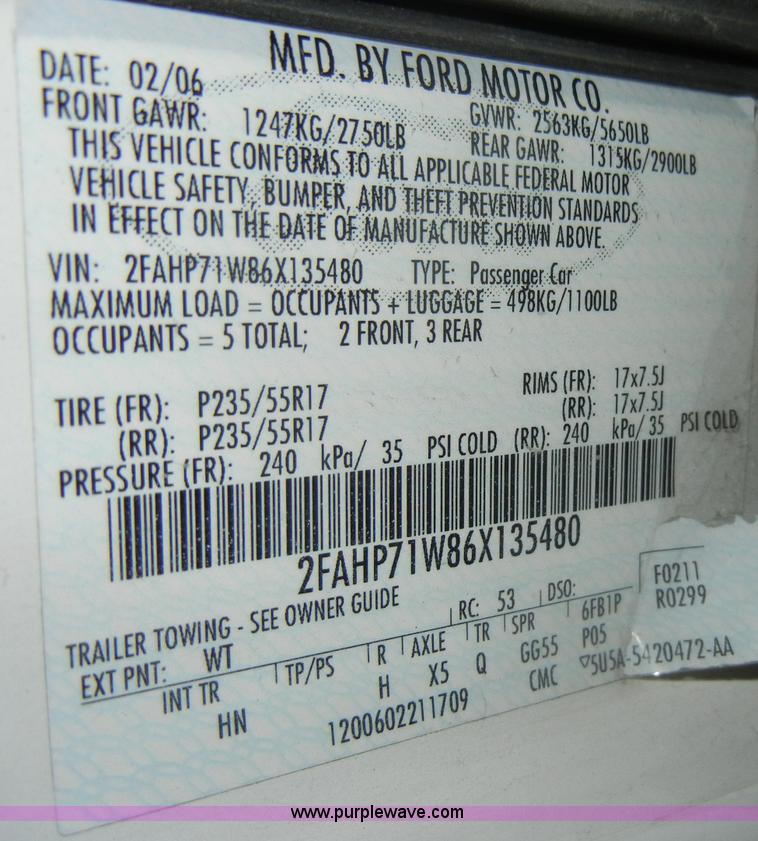 MFD. BY FORD MOTOR CO.
DATE: 02/06 GVWR: 2563KG/5650LB
FRONT GAWR: 1247KG/2750LB REAR GAWR: 1315KG/2900LB
THIS VEHICLE CONFORMS TO ALL APPLICABLE FEDERAL MOTOR
VEHICLE SAFETY, BUMPER, AND THEFT PREVENTION STANDARDS
IN EFFECT ON THE DATE OF MANUFACTURE SHOWN ABOVE.
VIN: 2FAHP71W86X135480 TYPE: Passenger Car
MAXIMUM LOAD = OCCUPANTS + LUGGAGE = 498KG/1100LB
OCCUPANTS = 5 TOTAL; 2 FRONT, 3 REAR
TIRE (FR): P235/55R17 RIMS (FR): 17x7.5J
(RR): P235/55R17 (RR): 17x7.5J
PRESSURE (FR): 240 kPa/ 35 PSI COLD (RR): 240 kPa/ 35 PSI COLD
2FAHP71W86X135480
TRAILER TOWING - SEE OWNER GUIDE
EXT PNT: WT RC: 53 DSO: F0211
INT TR TP/PS R AXLE TR SPR 6FB1P R0299
HN H X5 Q GG55 P05
1200602211709 CMC ▽5U5A-5420472-AA
www.purplewave.com